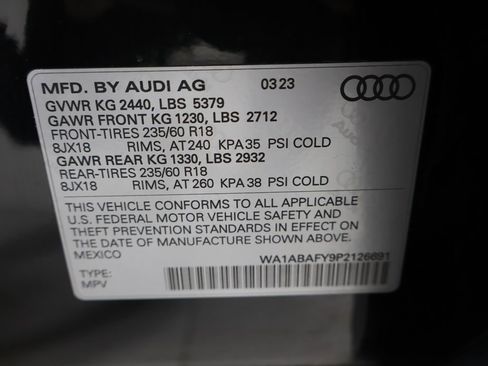 MFD. BY AUDI AG 03 23
GVWR KG 2440, LBS 5379
GAWR FRONT KG 1230, LBS 2712
FRONT-TIRES 235/60 R18
8JX18 RIMS, AT 240 KPA 35 PSI COLD
GAWR REAR KG 1330, LBS 2932
REAR-TIRES 235/60 R18
8JX18 RIMS, AT 260 KPA 38 PSI COLD
THIS VEHICLE CONFORMS TO ALL APPLICABLE
U.S. FEDERAL MOTOR VEHICLE SAFETY AND
THEFT PREVENTION STANDARDS IN EFFECT ON
THE DATE OF MANUFACTURE SHOWN ABOVE.
MEXICO
WA1ABAFY9P2126691
TYPE:
MPV